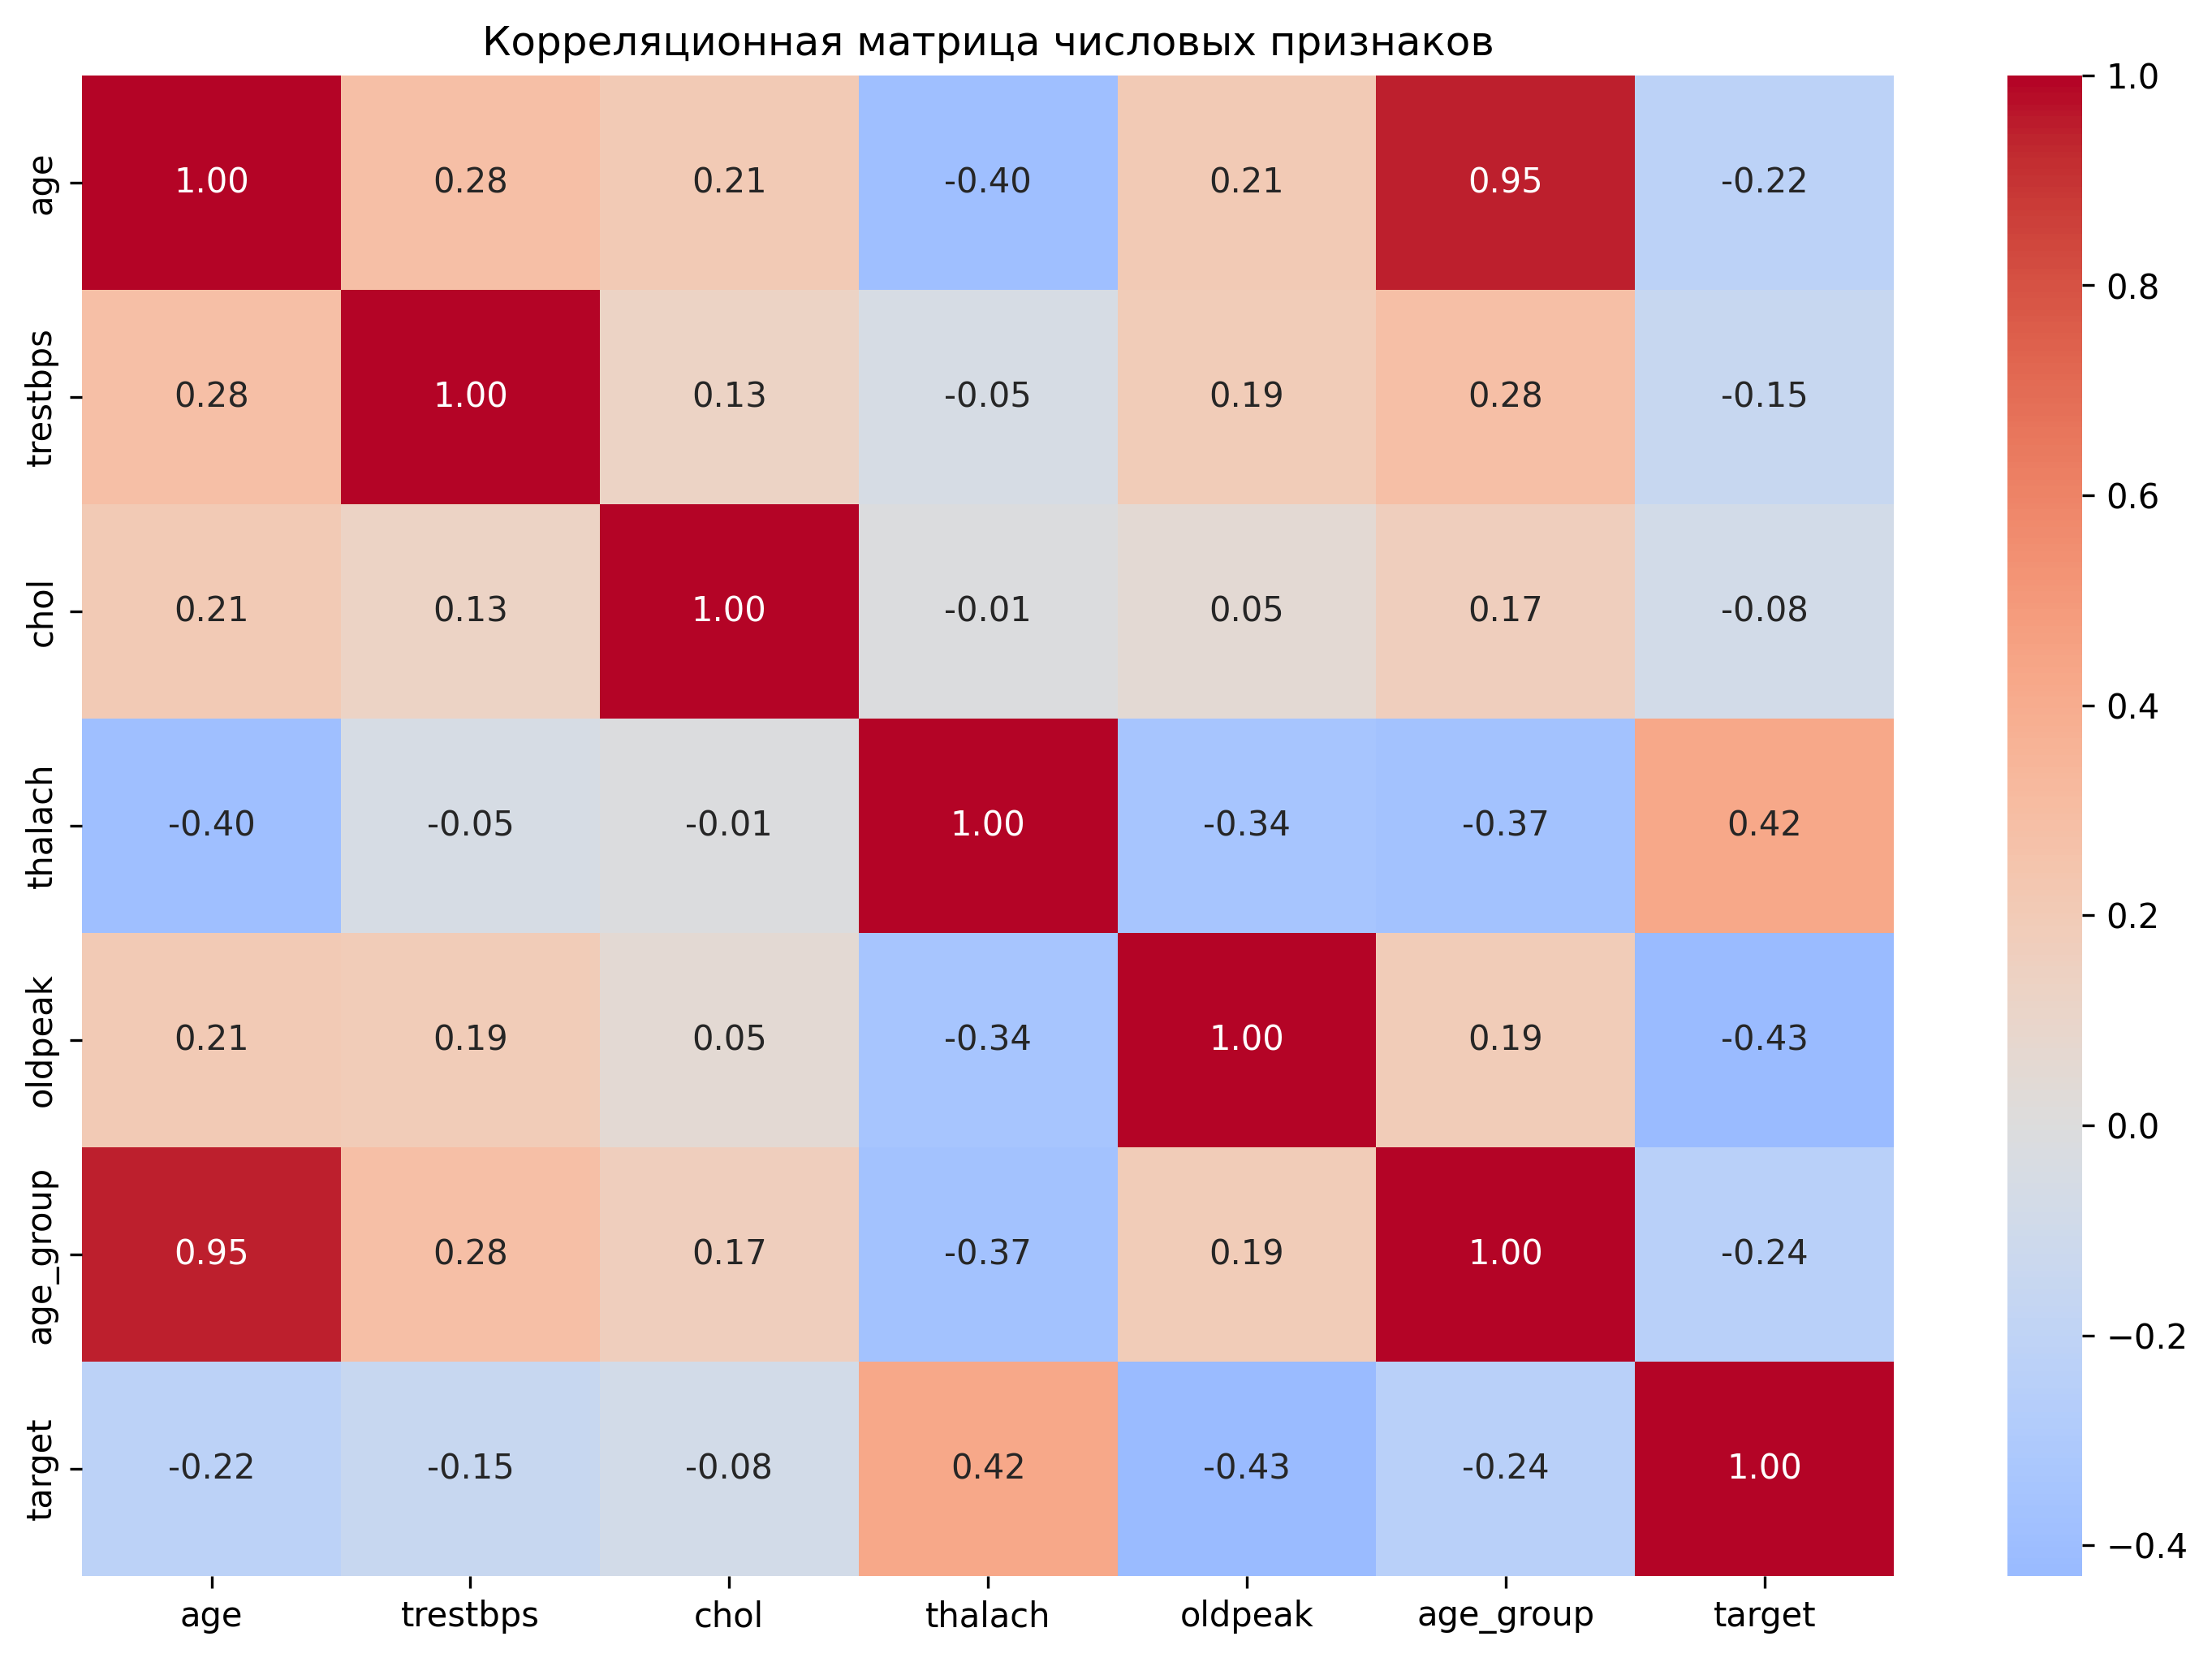 Корреляционная матрица числовых признаков
age 1.00 0.28 0.21 -0.40 0.21 0.95 -0.22
trestbps 0.28 1.00 0.13 -0.05 0.19 0.28 -0.15
chol 0.21 0.13 1.00 -0.01 0.05 0.17 -0.08
thalach -0.40 -0.05 -0.01 1.00 -0.34 -0.37 0.42
oldpeak 0.21 0.19 0.05 -0.34 1.00 0.19 -0.43
age_group 0.95 0.28 0.17 -0.37 0.19 1.00 -0.24
target -0.22 -0.15 -0.08 0.42 -0.43 -0.24 1.00
age trestbps chol thalach oldpeak age_group target
1.0
0.8
0.6
0.4
0.2
0.0
−0.2
−0.4